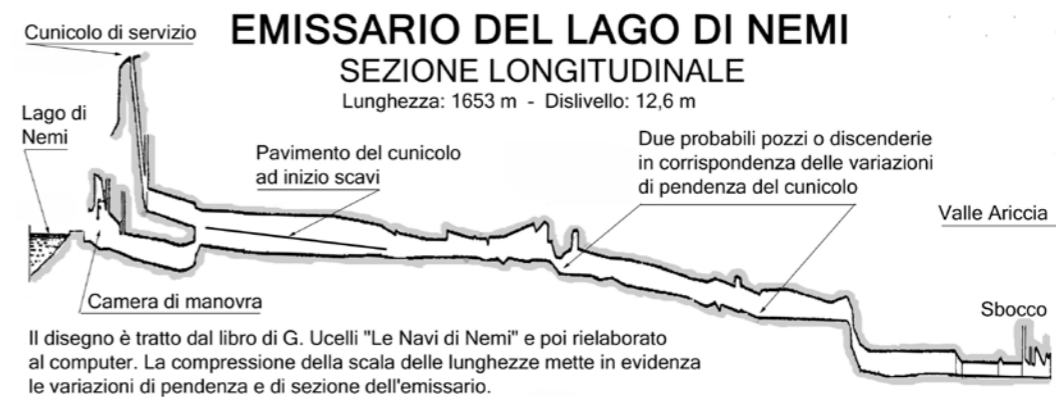 EMISSARIO DEL LAGO DI NEMI
SEZIONE LONGITUDINALE
Lunghezza: 1653 m - Dislivello: 12,6 m
Cunicolo di servizio
Lago di
Nemi
Pavimento del cunicolo
ad inizio scavi
Due probabili pozzi o discenderie
in corrispondenza delle variazioni
di pendenza del cunicolo
Valle Ariccia
Camera di manovra
Sbocco
Il disegno è tratto dal libro di G. Ucelli "Le Navi di Nemi" e poi rielaborato
al computer. La compressione della scala delle lunghezze mette in evidenza
le variazioni di pendenza e di sezione dell'emissario.